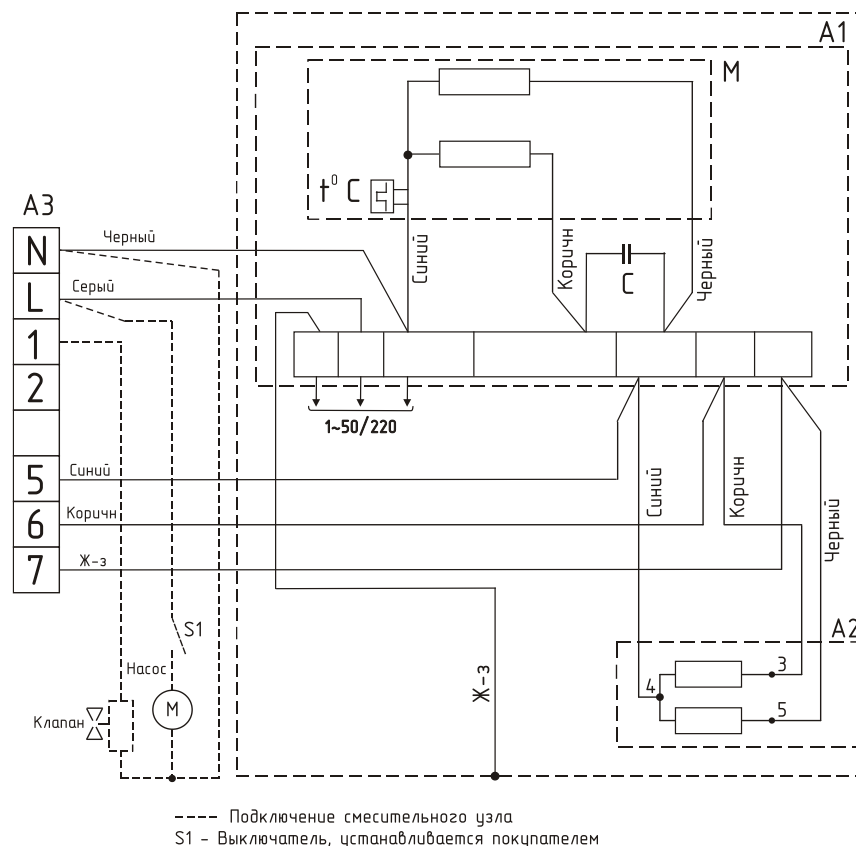 A1
M
t° C
A3
N
Черный
L
Серый
1
2
5
Синий
6
Коричн
7
Ж-з
Синий
Коричн
C
Черный
1~50/220
Синий
Коричн
Черный
S1
Насос
M
Клапан
Ж-з
A2
3
4
5
---- Подключение смесительного узла
S1 - Выключатель, устанавливается покупателем